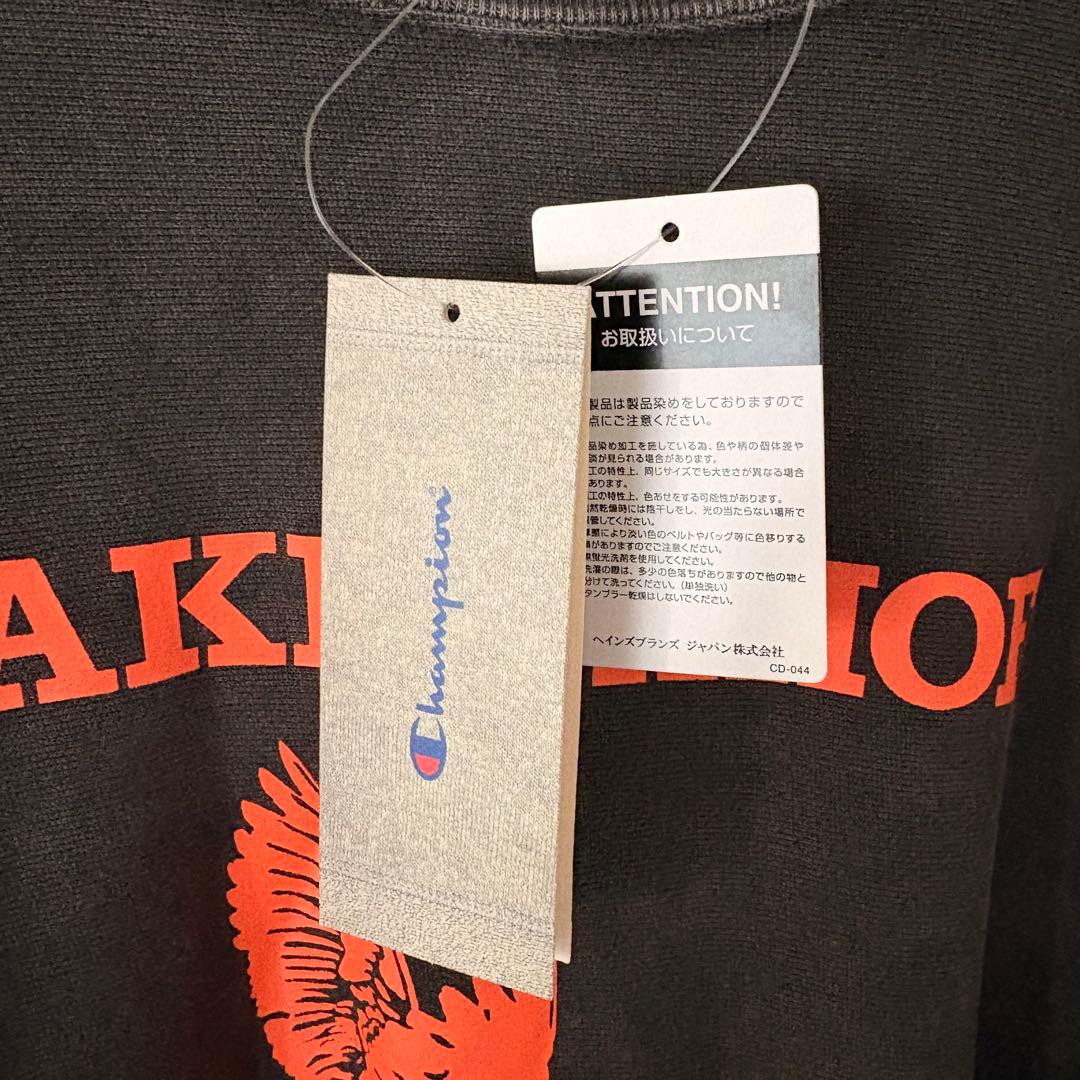 ATTENTION!
お取扱いについて
製品は製品染めをしておりますので
点にご注意ください。
品染め加工を施している為、色や柄の個体差や
が見られる場合があります。
工の特性上、同じサイズでも大きさが異なる場合
あります。
工の特性上、色あせをする可能性があります。
然乾燥時には陰干しをし、光の当たらない場所で
管してください。
により淡い色のベルトやバッグ等に色移りする
がありますのでご注意ください。
蛍光洗剤を使用してください。
洗濯の際は、多少の色落ちがありますので他の物と
分けて洗ってください。(単独洗い)
タンブラー乾燥はしないでください。
ヘインズブランズ ジャパン株式会社
CD-044
Champion
AK
MO